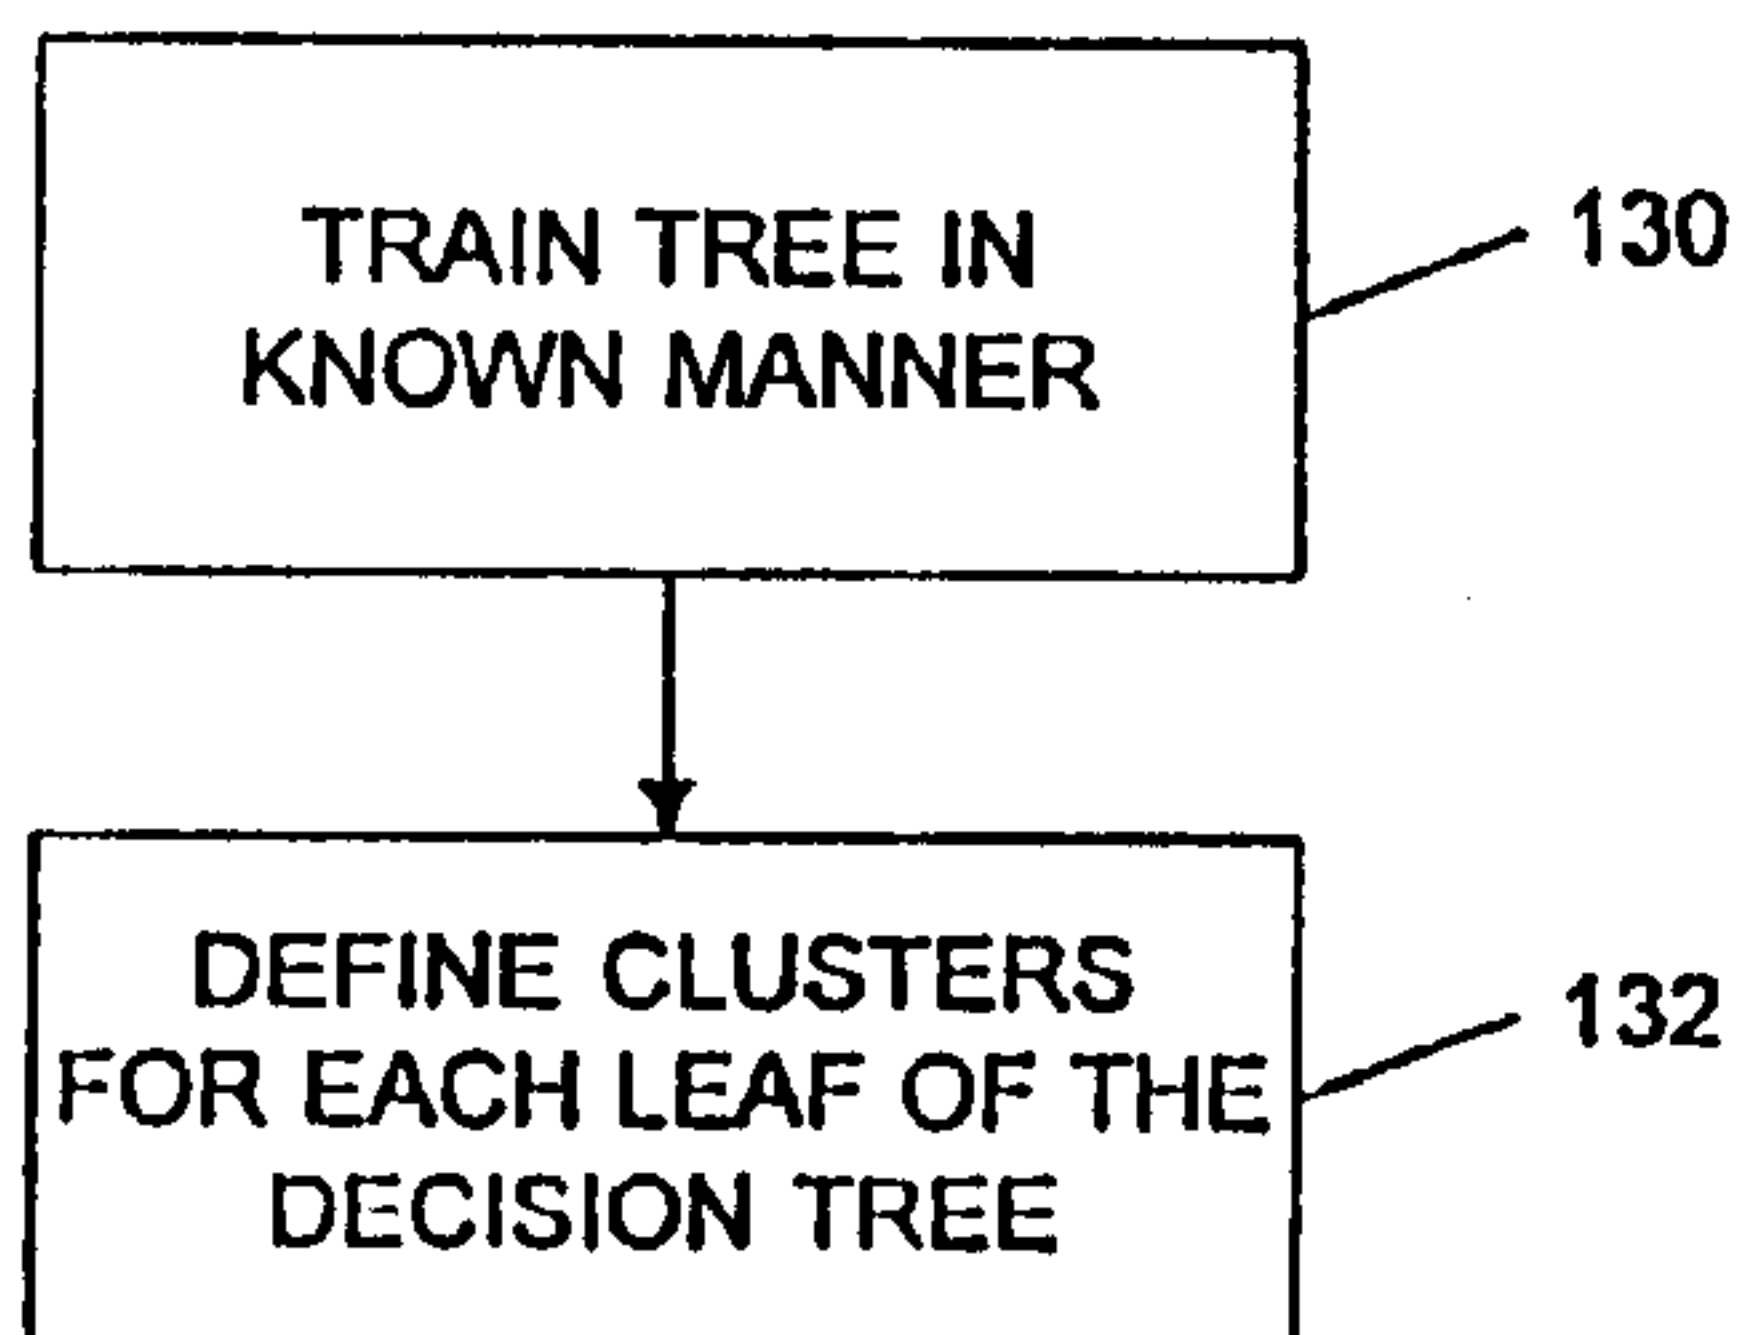 TRAIN TREE IN
KNOWN MANNER
130
DEFINE CLUSTERS
FOR EACH LEAF OF THE
DECISION TREE
132